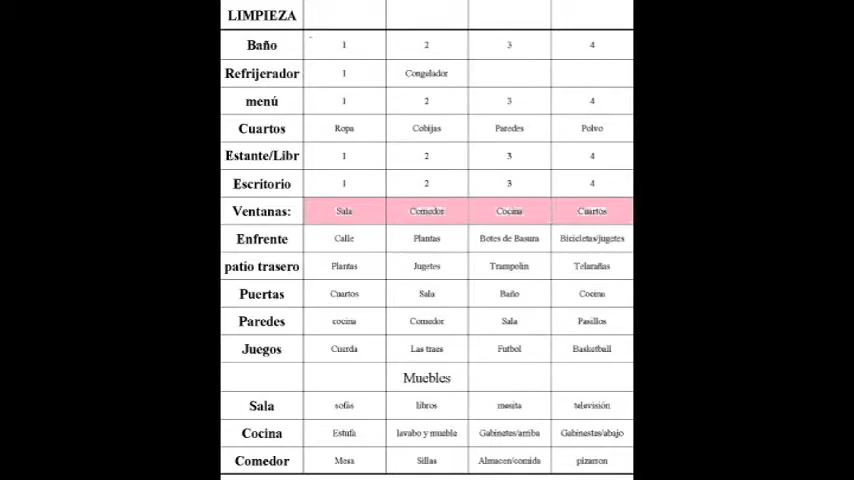 LIMPIEZA
Baño 1 2 3 4
Refrijerador 1 Congelador
menú 1 2 3 4
Cuartos Ropa Cobijas Paredes Polvo
Estante/Libr 1 2 3 4
Escritorio 1 2 3 4
Ventanas: Sala Comedor Cocina Cuartos
Enfrente Calle Plantas Botes de Basura Bicicletas/jugetes
patio trasero Plantas Jugetes Trampolin Telarañas
Puertas Cuartos Sala Baño Cocina
Paredes cocina Comedor Sala Pasillos
Juegos Cuerda Las traes Futbol Basketball
Muebles
Sala sofás libros mesita televisión
Cocina Estufa lavabo y mueble Gabinetes/arriba Gabinestes/abajo
Comedor Mesa Sillas Almacen/comida pizarron